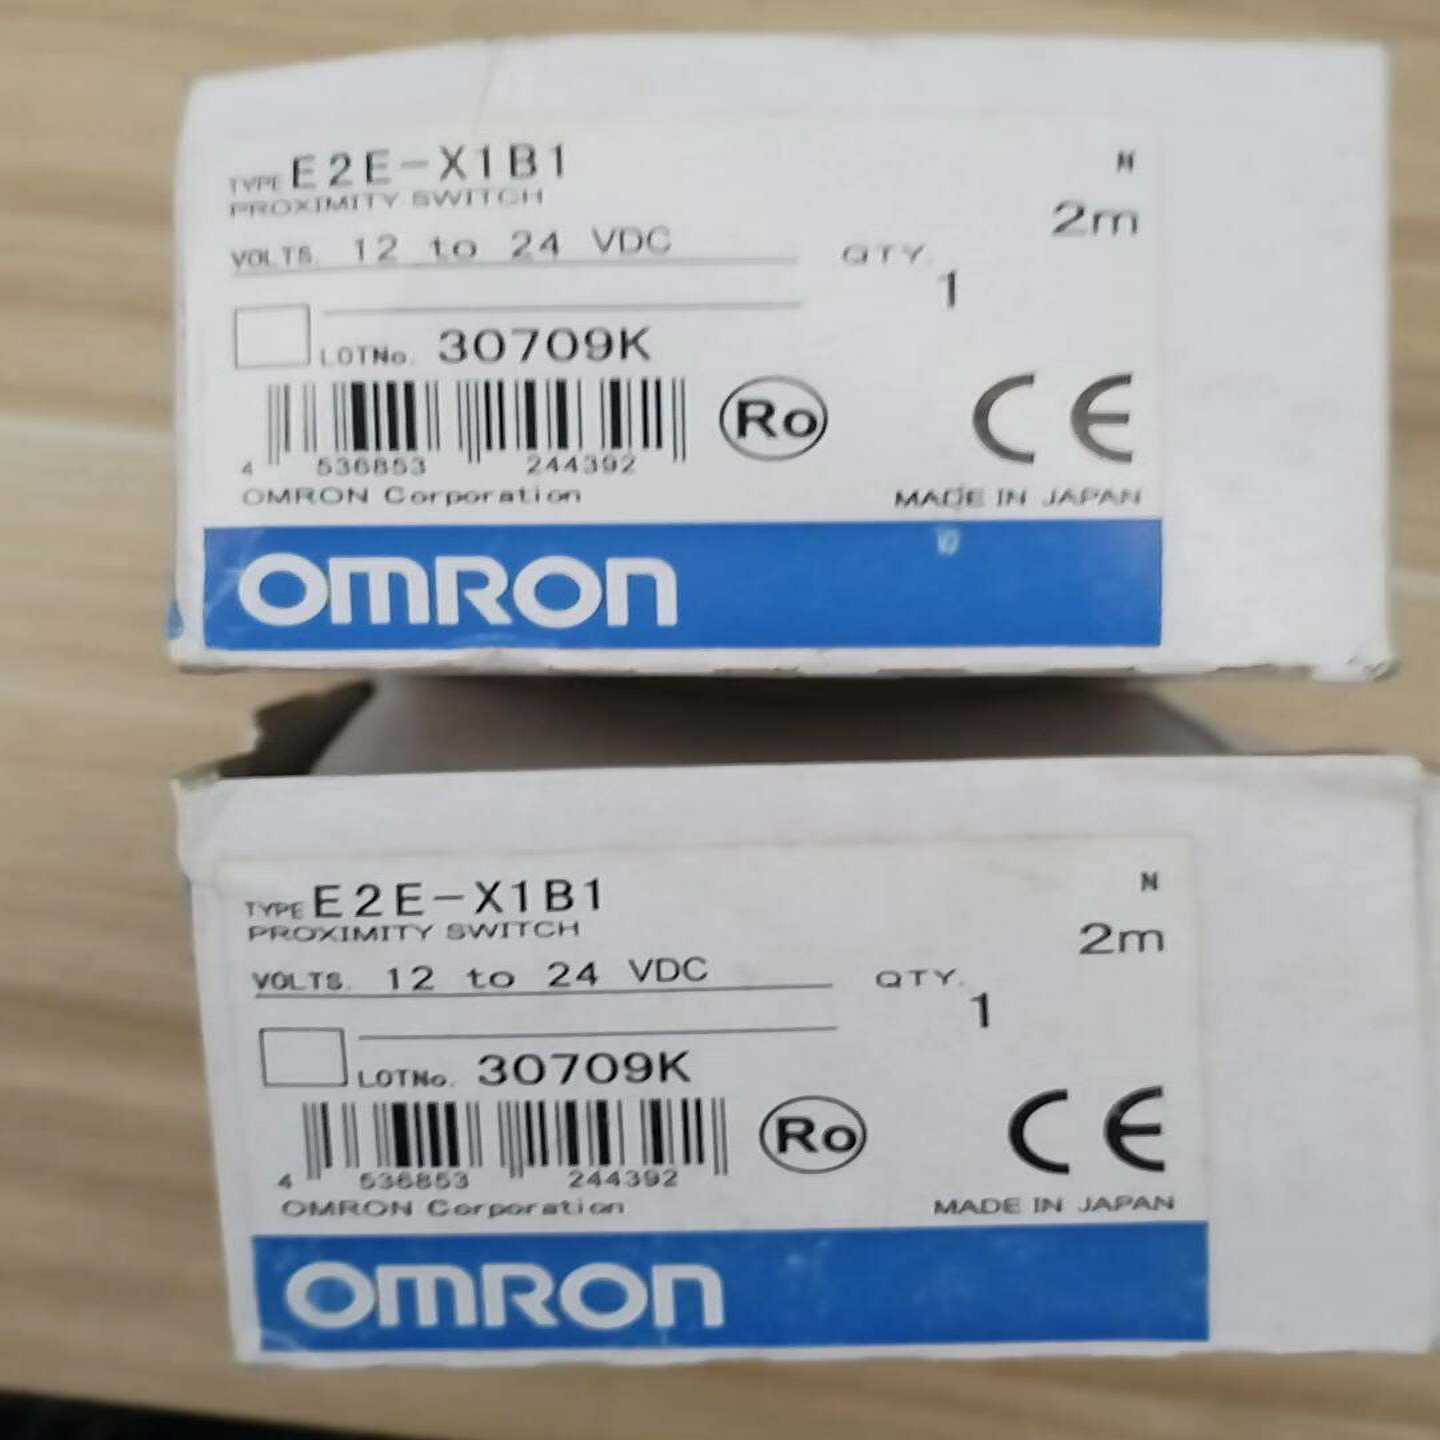 TYPE E2E-X1B1
N
PROXIMITY SWITCH
2m
VOLTS. 12 to 24 VDC
QTY.
1
LOTNo. 30709K
Ro
CE
4 536853 244392
OMRON Corporation
MADE IN JAPAN
OMRON
TYPE E2E-X1B1
N
PROXIMITY SWITCH
2m
VOLTS. 12 to 24 VDC
QTY.
1
LOTNo. 30709K
Ro
CE
4 536853 244392
OMRON Corporation
MADE IN JAPAN
OMRON